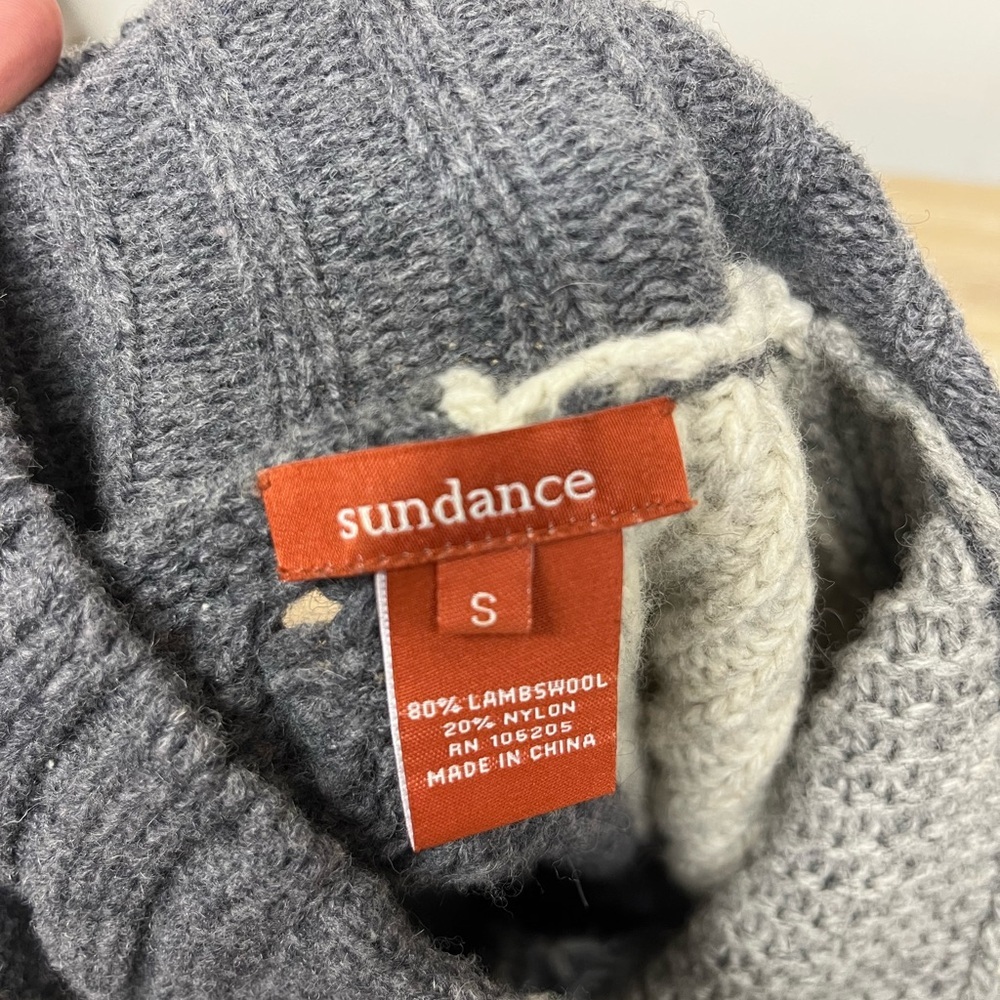 sundance
S
80% LAMBSWOOL
20% NYLON
RN 106205
MADE IN CHINA